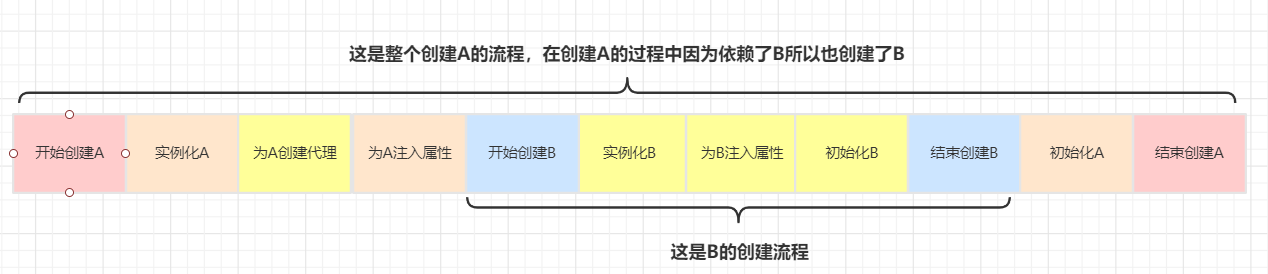 这是整个创建A的流程，在创建A的过程中因为依赖了B所以也创建了B
开始创建A
实例化A
为A创建代理
为A注入属性
开始创建B
实例化B
为B注入属性
初始化B
结束创建B
初始化A
结束创建A
这是B的创建流程